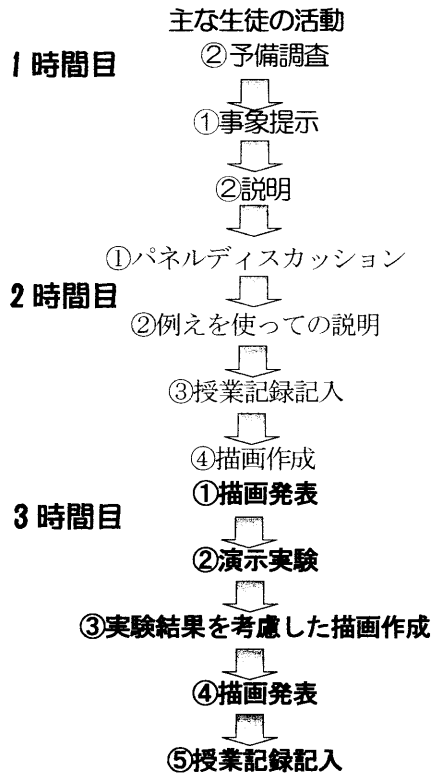 主な生徒の活動
1時間目
②予備調査
①事象提示
②説明
①パネルディスカッション
2時間目
②例えを使っての説明
③授業記録記入
④描画作成
①描画発表
3時間目
②演示実験
③実験結果を考慮した描画作成
④描画発表
⑤授業記録記入